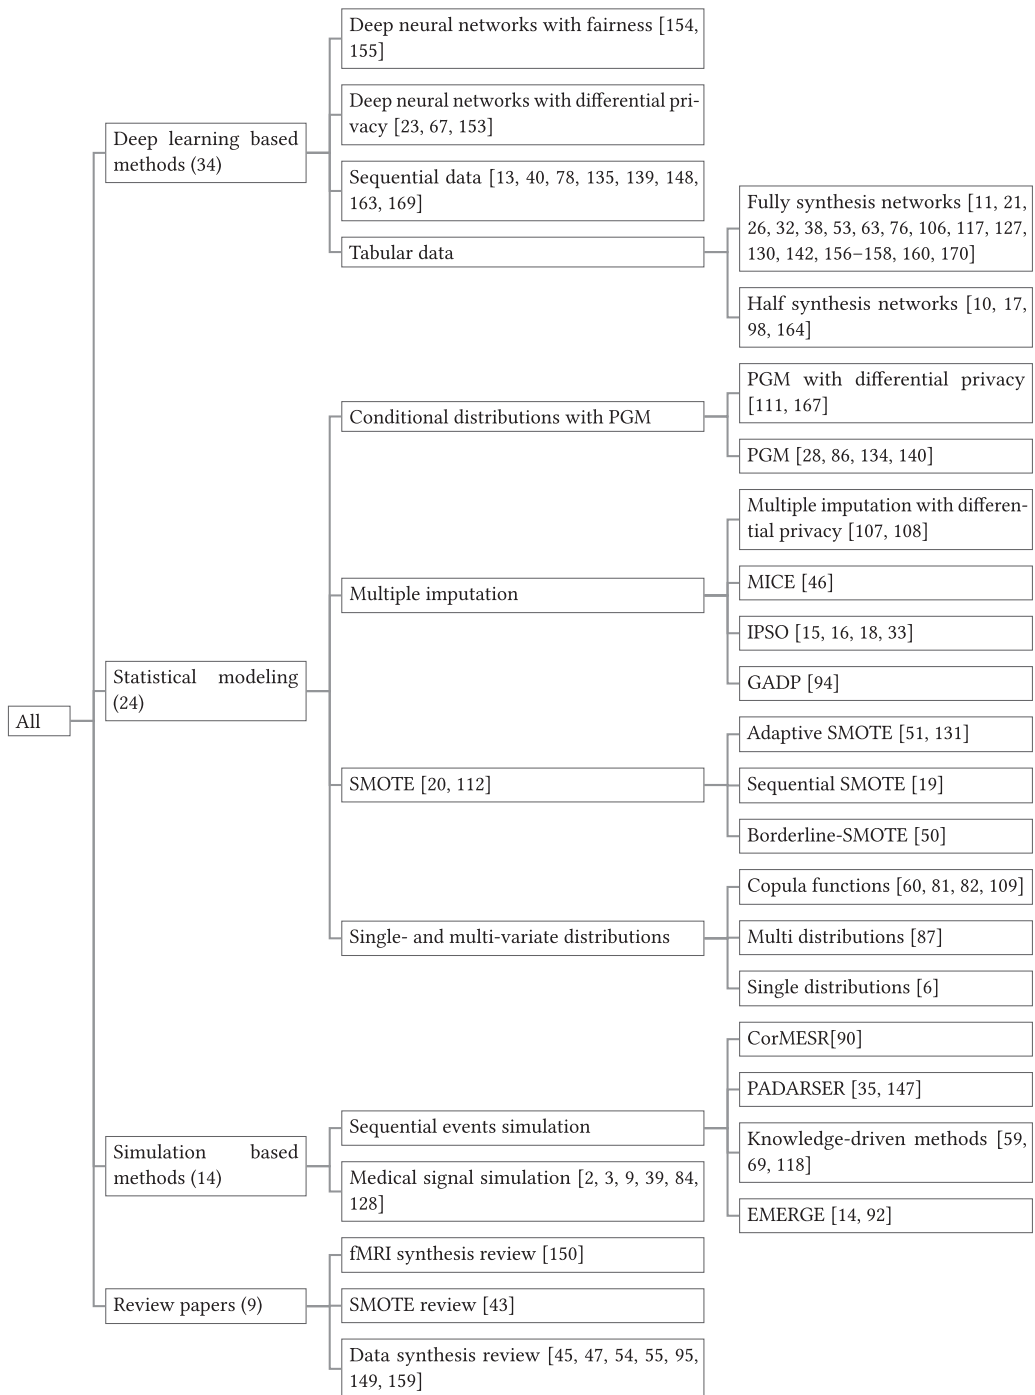 All
Deep learning based
methods (34)
Deep neural networks with fairness [154,
155]
Deep neural networks with differential pri-
vacy [23, 67, 153]
Sequential data [13, 40, 78, 135, 139, 148,
163, 169]
Tabular data
Fully synthesis networks [11, 21,
26, 32, 38, 53, 63, 76, 106, 117, 127,
130, 142, 156–158, 160, 170]
Half synthesis networks [10, 17,
98, 164]
Statistical modeling
(24)
Conditional distributions with PGM
PGM with differential privacy
[111, 167]
PGM [28, 86, 134, 140]
Multiple imputation
Multiple imputation with differen-
tial privacy [107, 108]
MICE [46]
IPSO [15, 16, 18, 33]
GADP [94]
SMOTE [20, 112]
Adaptive SMOTE [51, 131]
Sequential SMOTE [19]
Borderline-SMOTE [50]
Single- and multi-variate distributions
Copula functions [60, 81, 82, 109]
Multi distributions [87]
Single distributions [6]
Simulation based
methods (14)
Sequential events simulation
CorMESR[90]
PADARSER [35, 147]
Knowledge-driven methods [59,
69, 118]
EMERGE [14, 92]
Medical signal simulation [2, 3, 9, 39, 84,
128]
Review papers (9)
fMRI synthesis review [150]
SMOTE review [43]
Data synthesis review [45, 47, 54, 55, 95,
149, 159]